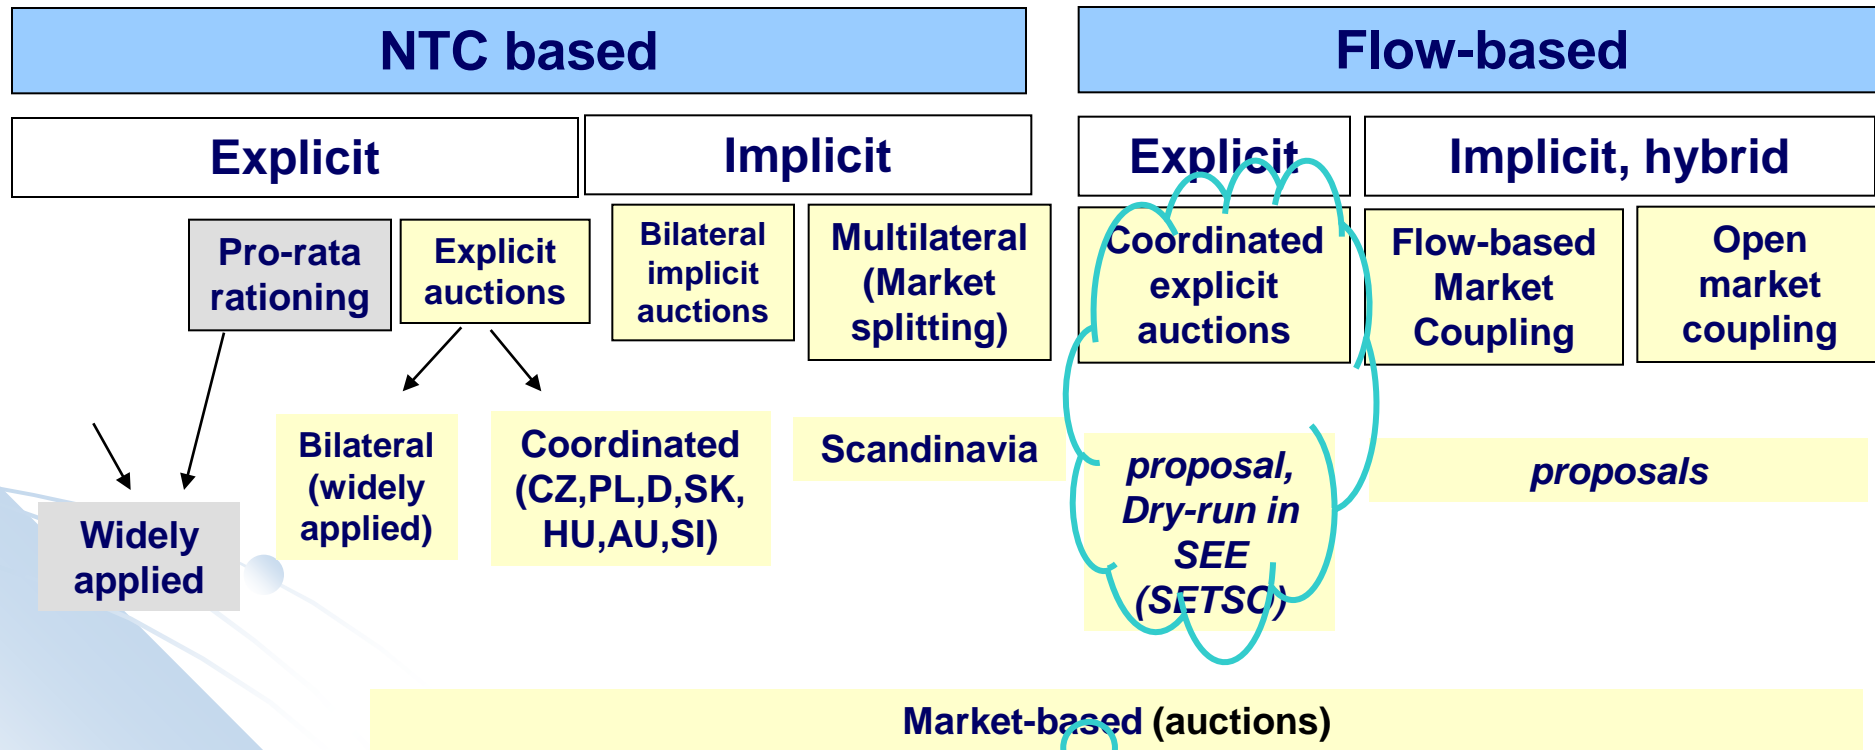 NTC based
Flow-based
Explicit
Implicit
Explicit
Implicit, hybrid
Pro-rata
rationing
Explicit
auctions
Bilateral
implicit
auctions
Multilateral
(Market
splitting)
Coordinated
explicit
auctions
Flow-based
Market
Coupling
Open
market
coupling
Widely
applied
Bilateral
(widely
applied)
Coordinated
(CZ,PL,D,SK,
HU,AU,SI)
Scandinavia
proposal,
Dry-run in
SEE
(SETSO)
proposals
Market-based (auctions)